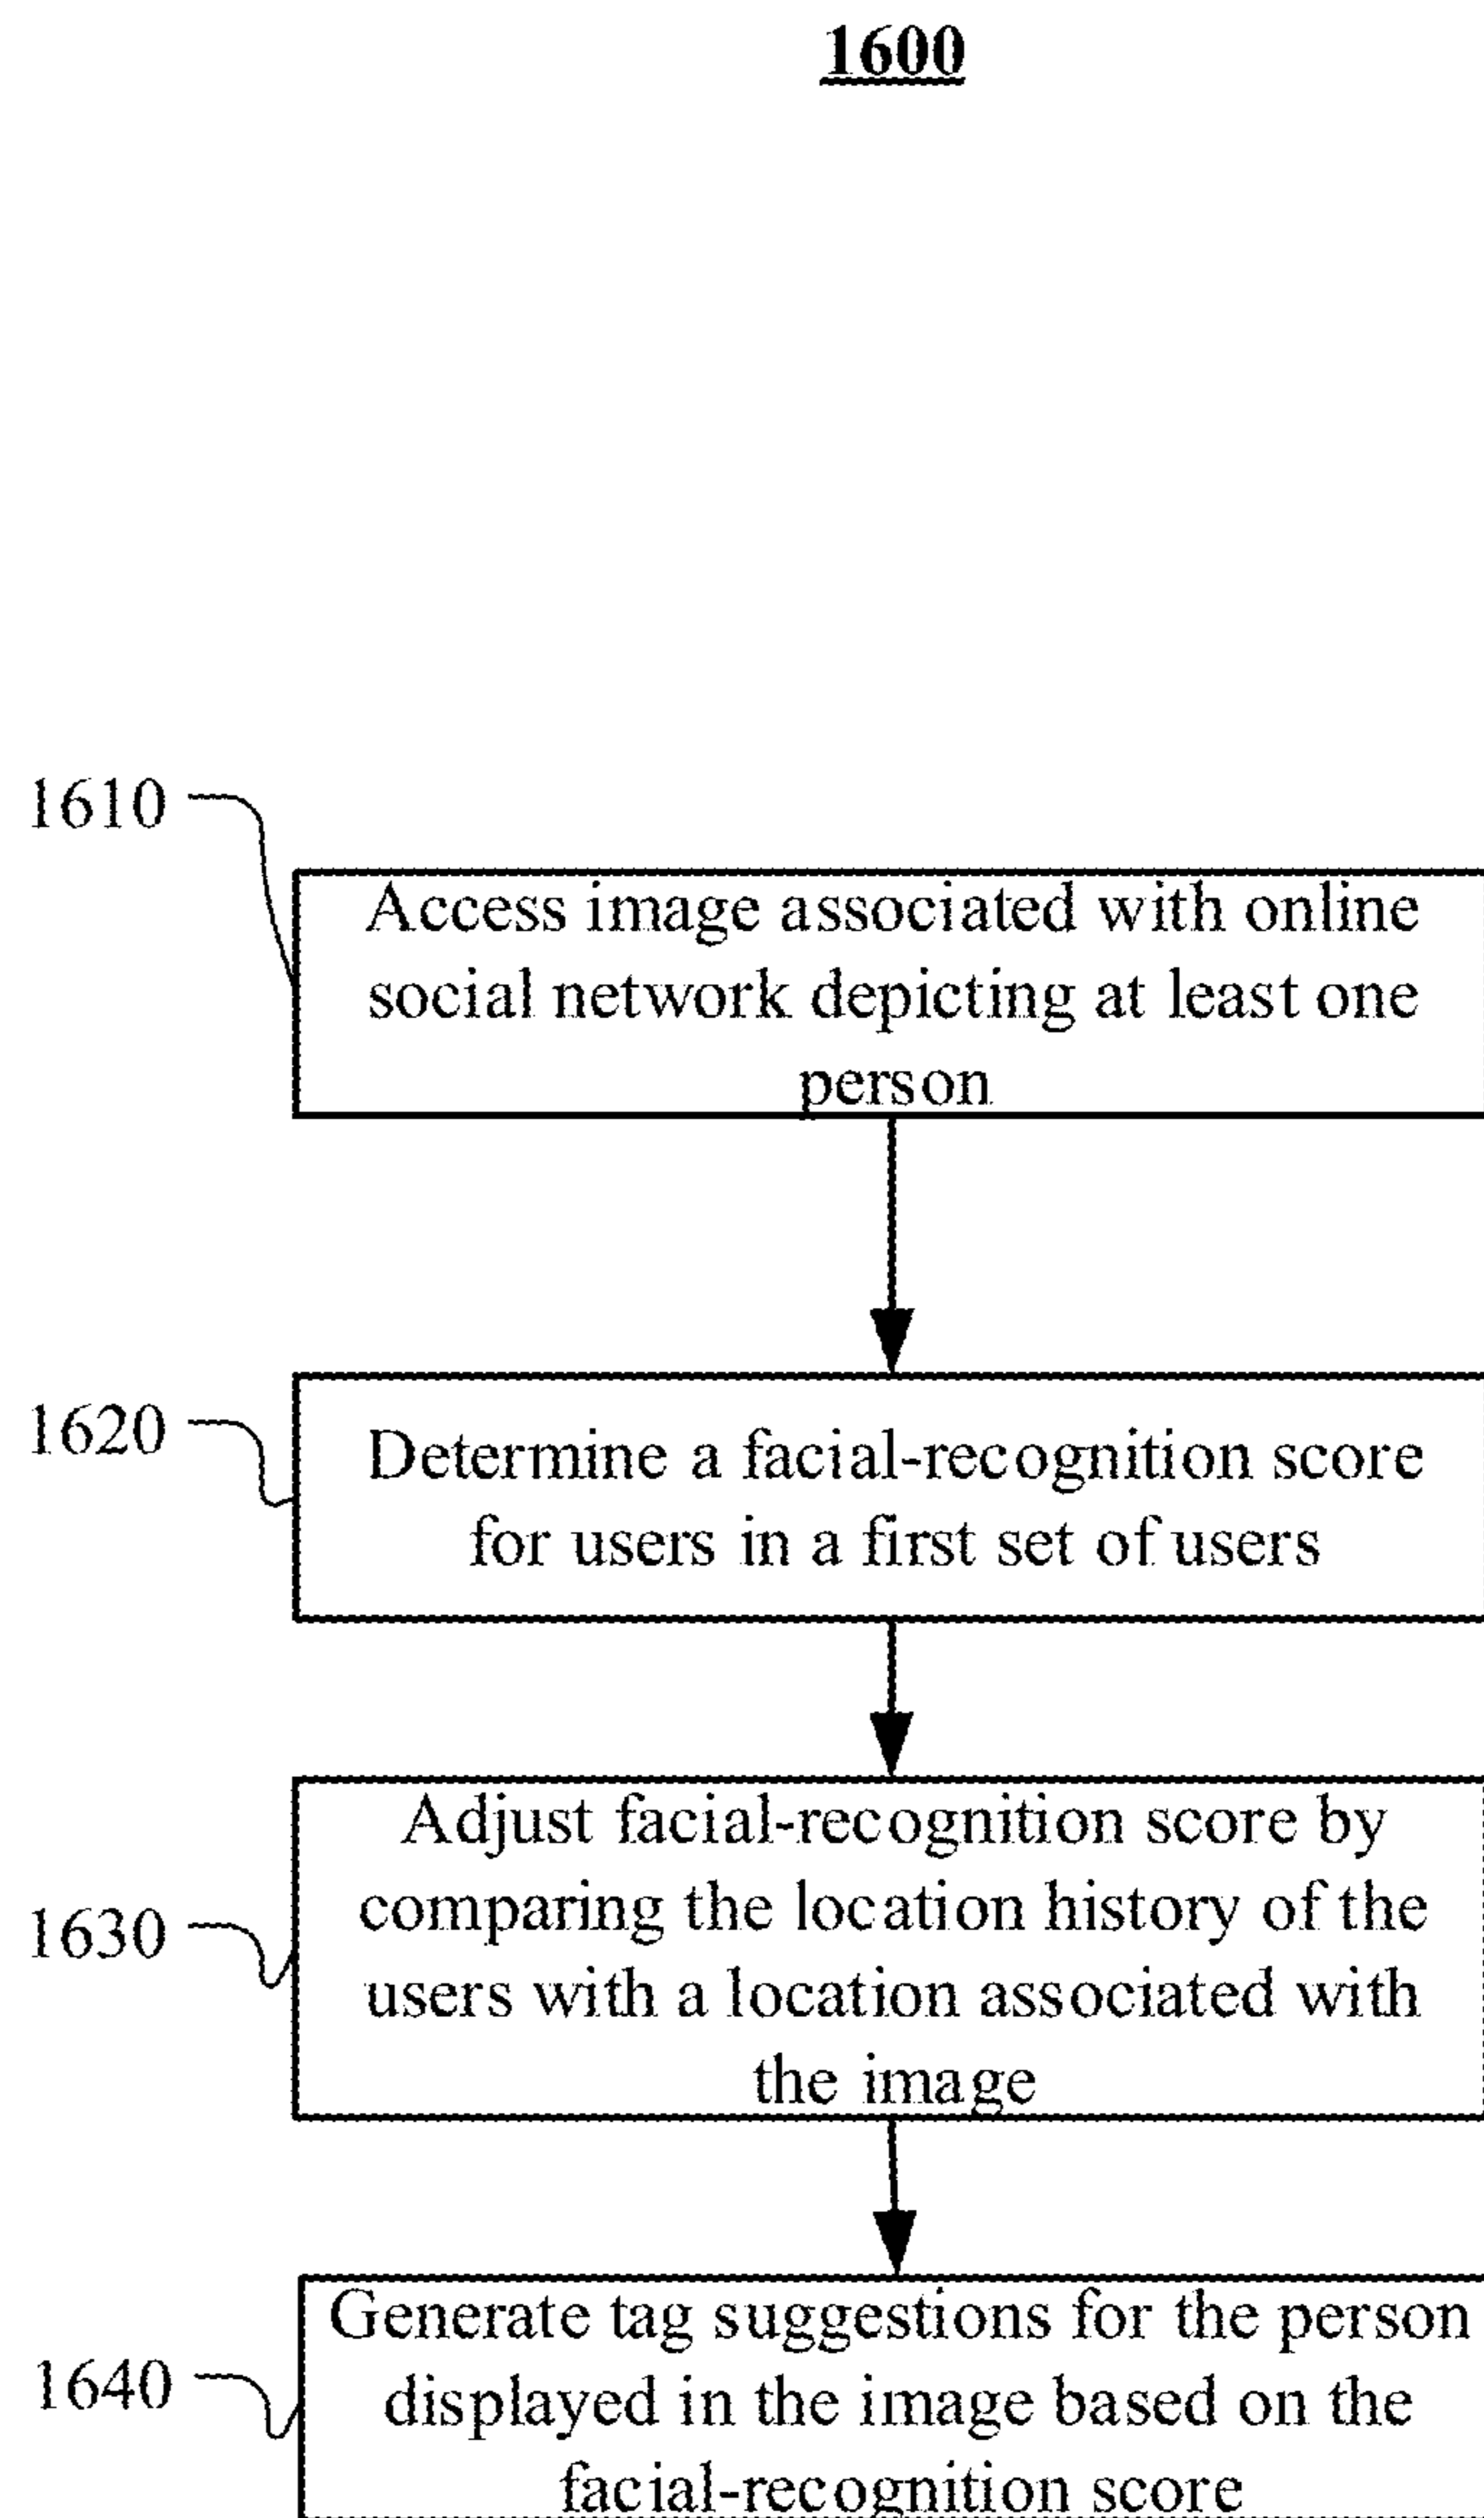 1600
1610
Access image associated with online
social network depicting at least one
person
1620
Determine a facial-recognition score
for users in a first set of users
1630
Adjust facial-recognition score by
comparing the location history of the
users with a location associated with
the image
1640
Generate tag suggestions for the person
displayed in the image based on the
facial-recognition score